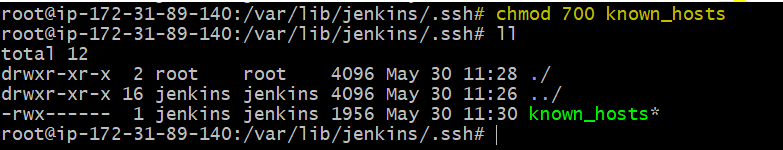 root@ip-172-31-89-140:/var/lib/jenkins/.ssh# chmod 700 known_hosts
root@ip-172-31-89-140:/var/lib/jenkins/.ssh# ll
total 12
drwxr-xr-x  2 root    root    4096 May 30 11:28 ./
drwxr-xr-x 16 jenkins jenkins 4096 May 30 11:26 ../
-rwx------  1 jenkins jenkins 1956 May 30 11:30 known_hosts*
root@ip-172-31-89-140:/var/lib/jenkins/.ssh#